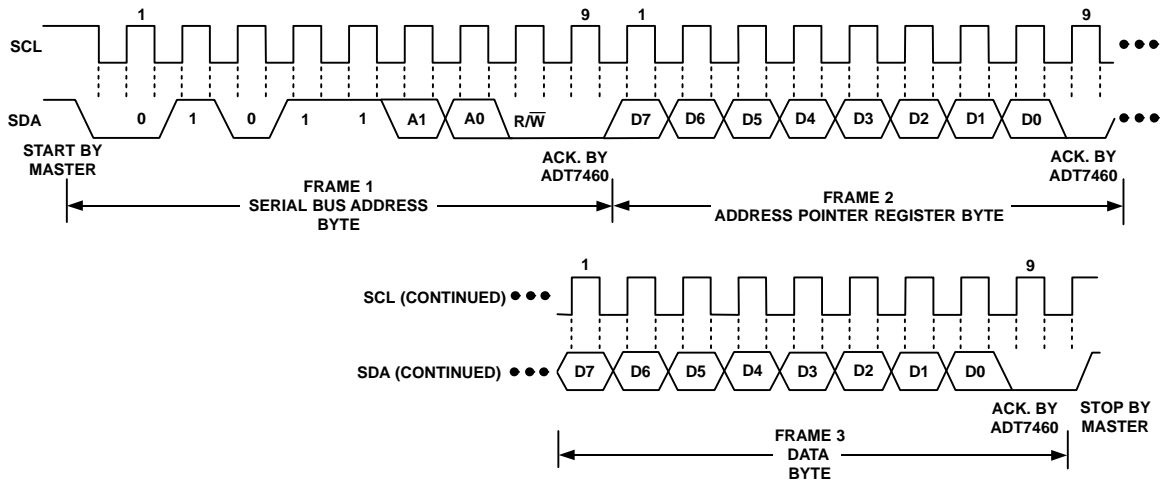 1 9 1 9
SCL
SDA 0 1 0 1 1 A1 A0 R/W̅ D7 D6 D5 D4 D3 D2 D1 D0
START BY
MASTER
ACK. BY
ADT7460
ACK. BY
ADT7460
FRAME 1
SERIAL BUS ADDRESS
BYTE
FRAME 2
ADDRESS POINTER REGISTER BYTE
1 9
SCL (CONTINUED)
SDA (CONTINUED) D7 D6 D5 D4 D3 D2 D1 D0
ACK. BY
ADT7460
STOP BY
MASTER
FRAME 3
DATA
BYTE